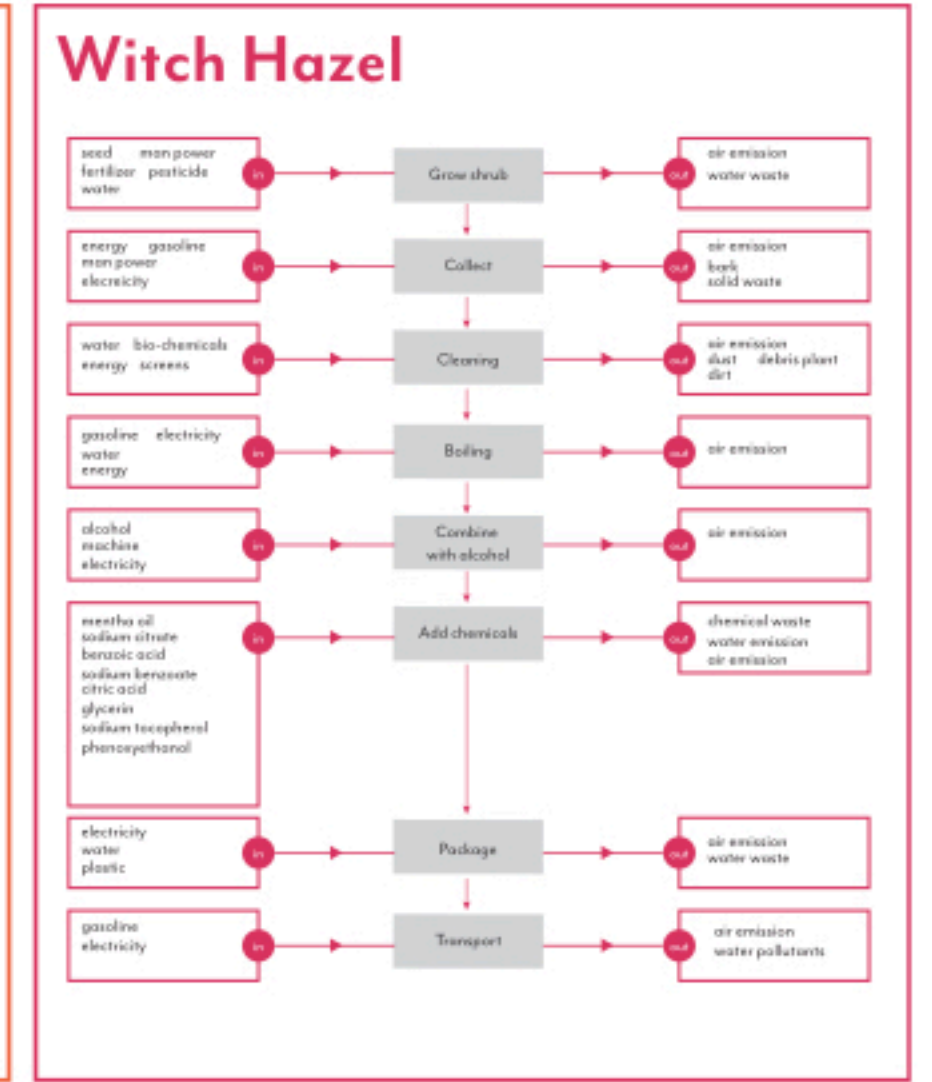 Witch Hazel
seed man power
fertilizer pesticide
water
in
Grow shrub
out
air emission
water waste
energy gasoline
man power
elecreicity
in
Collect
out
air emission
bark
solid waste
water bio-chemicals
energy screens
in
Cleaning
out
air emission
dust debris plant
dirt
gasoline electricity
water
energy
in
Boiling
out
air emission
alcohol
machine
electricity
in
Combine
with alcohol
out
air emission
mentha oil
sodium citrate
benzoic acid
sodium benzoate
citric acid
glycerin
sodium tocopherol
phenoxyethanol
in
Add chemicals
out
chemical waste
water emission
air emission
electricity
water
plastic
in
Package
out
air emission
water waste
gasoline
electricity
in
Transport
out
air emission
water pollutants